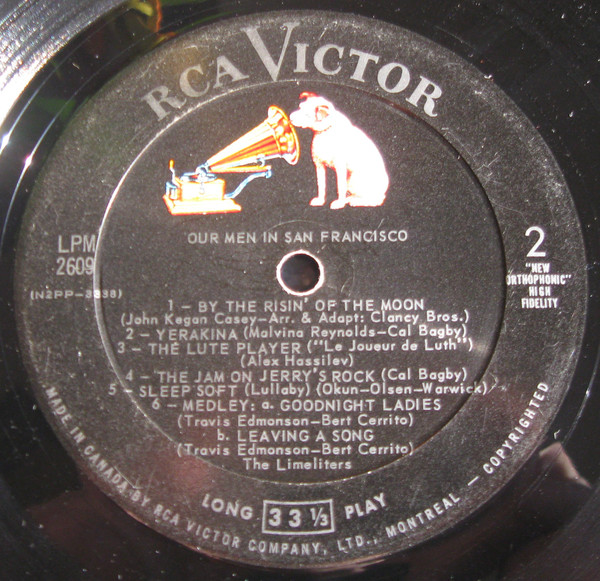 RCA VICTOR
OUR MEN IN SAN FRANCISCO
LPM
2609
(N2PP-3838)
2
"NEW
ORTHOPHONIC"
HIGH
FIDELITY
1 – BY THE RISIN' OF THE MOON
(John Kegan Casey–Arr. & Adapt: Clancy Bros.)
2 – YERAKINA (Malvina Reynolds–Cal Bagby)
3 – THE LUTE PLAYER ("Le Joueur de Luth")
(Alex Hassilev)
4 – THE JAM ON JERRY'S ROCK (Cal Bagby)
5 – SLEEP SOFT (Lullaby) (Okun–Olsen–Warwick)
6 – MEDLEY: a. GOODNIGHT LADIES
(Travis Edmonson–Bert Cerrito)
b. LEAVING A SONG
(Travis Edmonson–Bert Cerrito)
The Limeliters
LONG 33 1/3 PLAY
MADE IN CANADA BY RCA VICTOR COMPANY, LTD., MONTREAL – COPYRIGHTED